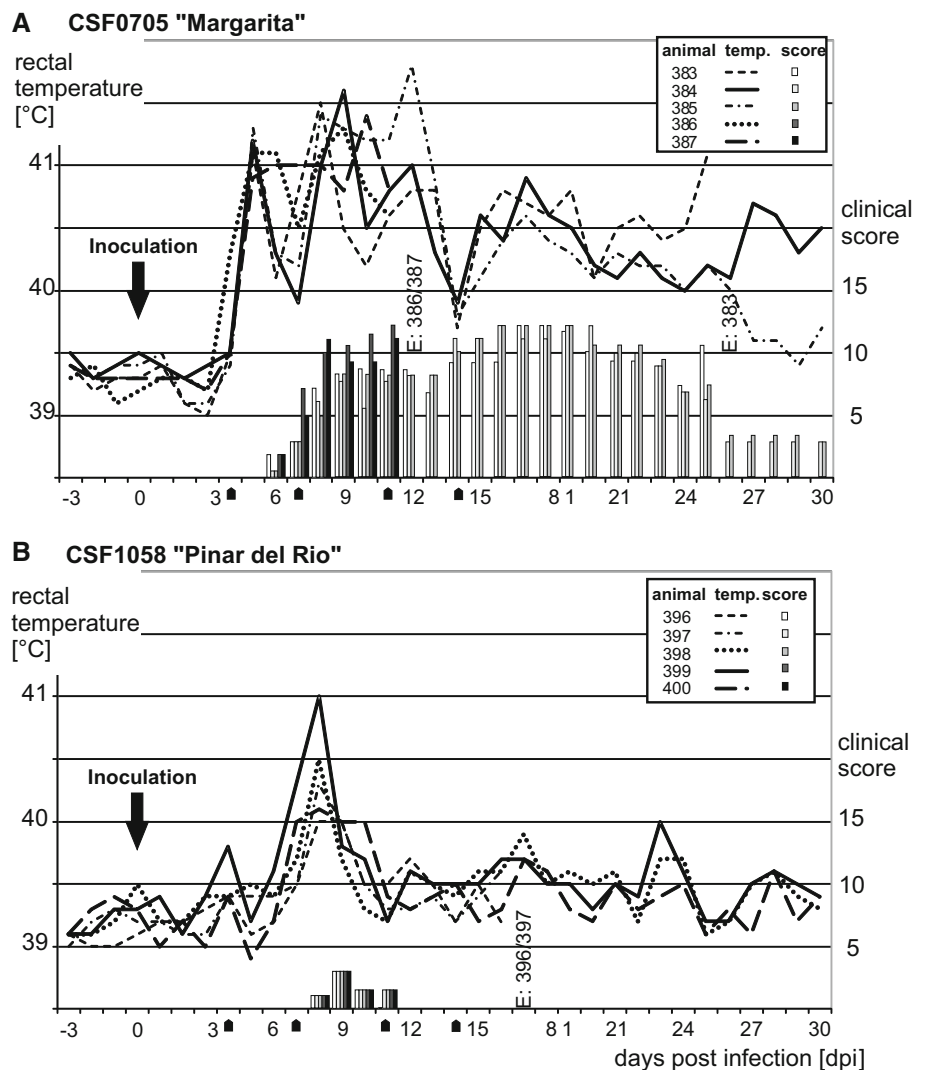 A CSF0705 "Margarita"
rectal
temperature
[°C]
animal temp. score
383
384
385
386
387
41
40
39
Inoculation
clinical
score
15
10
5
E: 386/387
E: 383
-3 0 3 6 9 12 15 8 1 21 24 27 30
B CSF1058 "Pinar del Rio"
rectal
temperature
[°C]
animal temp. score
396
397
398
399
400
41
40
39
Inoculation
clinical
score
15
10
5
E: 396/397
-3 0 3 6 9 12 15 8 1 21 24 27 30
days post infection [dpi]